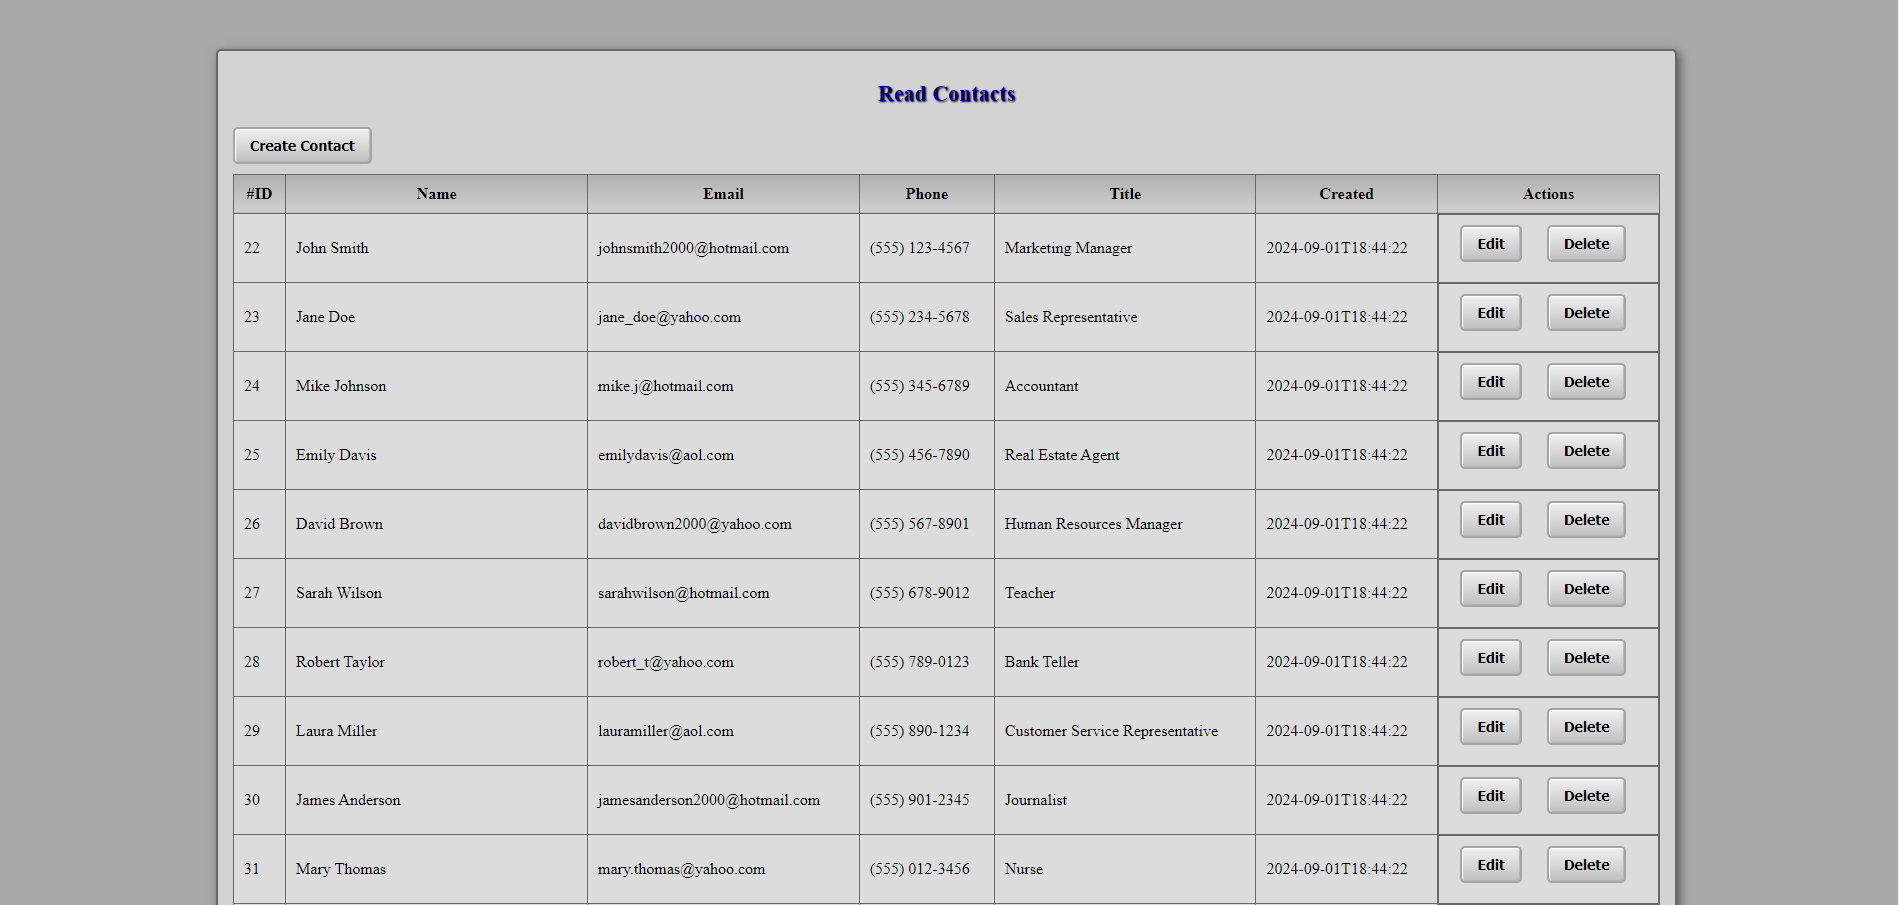 Read Contacts
Create Contact
#ID Name Email Phone Title Created Actions
22 John Smith johnsmith2000@hotmail.com (555) 123-4567 Marketing Manager 2024-09-01T18:44:22 Edit Delete
23 Jane Doe jane_doe@yahoo.com (555) 234-5678 Sales Representative 2024-09-01T18:44:22 Edit Delete
24 Mike Johnson mike.j@hotmail.com (555) 345-6789 Accountant 2024-09-01T18:44:22 Edit Delete
25 Emily Davis emilydavis@aol.com (555) 456-7890 Real Estate Agent 2024-09-01T18:44:22 Edit Delete
26 David Brown davidbrown2000@yahoo.com (555) 567-8901 Human Resources Manager 2024-09-01T18:44:22 Edit Delete
27 Sarah Wilson sarahwilson@hotmail.com (555) 678-9012 Teacher 2024-09-01T18:44:22 Edit Delete
28 Robert Taylor robert_t@yahoo.com (555) 789-0123 Bank Teller 2024-09-01T18:44:22 Edit Delete
29 Laura Miller lauramiller@aol.com (555) 890-1234 Customer Service Representative 2024-09-01T18:44:22 Edit Delete
30 James Anderson jamesanderson2000@hotmail.com (555) 901-2345 Journalist 2024-09-01T18:44:22 Edit Delete
31 Mary Thomas mary.thomas@yahoo.com (555) 012-3456 Nurse 2024-09-01T18:44:22 Edit Delete